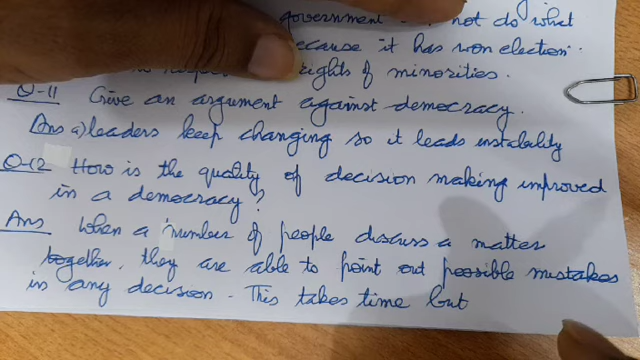 government not do what
because it has won election.
to respect rights of minorities.
Q-11 Give an argument against democracy.
Ans a) leaders keep changing so it leads instability
Q-12 How is the quality of decision making improved
in a democracy?
Ans When a number of people discuss a matter
together, they are able to point out possible mistakes
in any decision. This takes time but